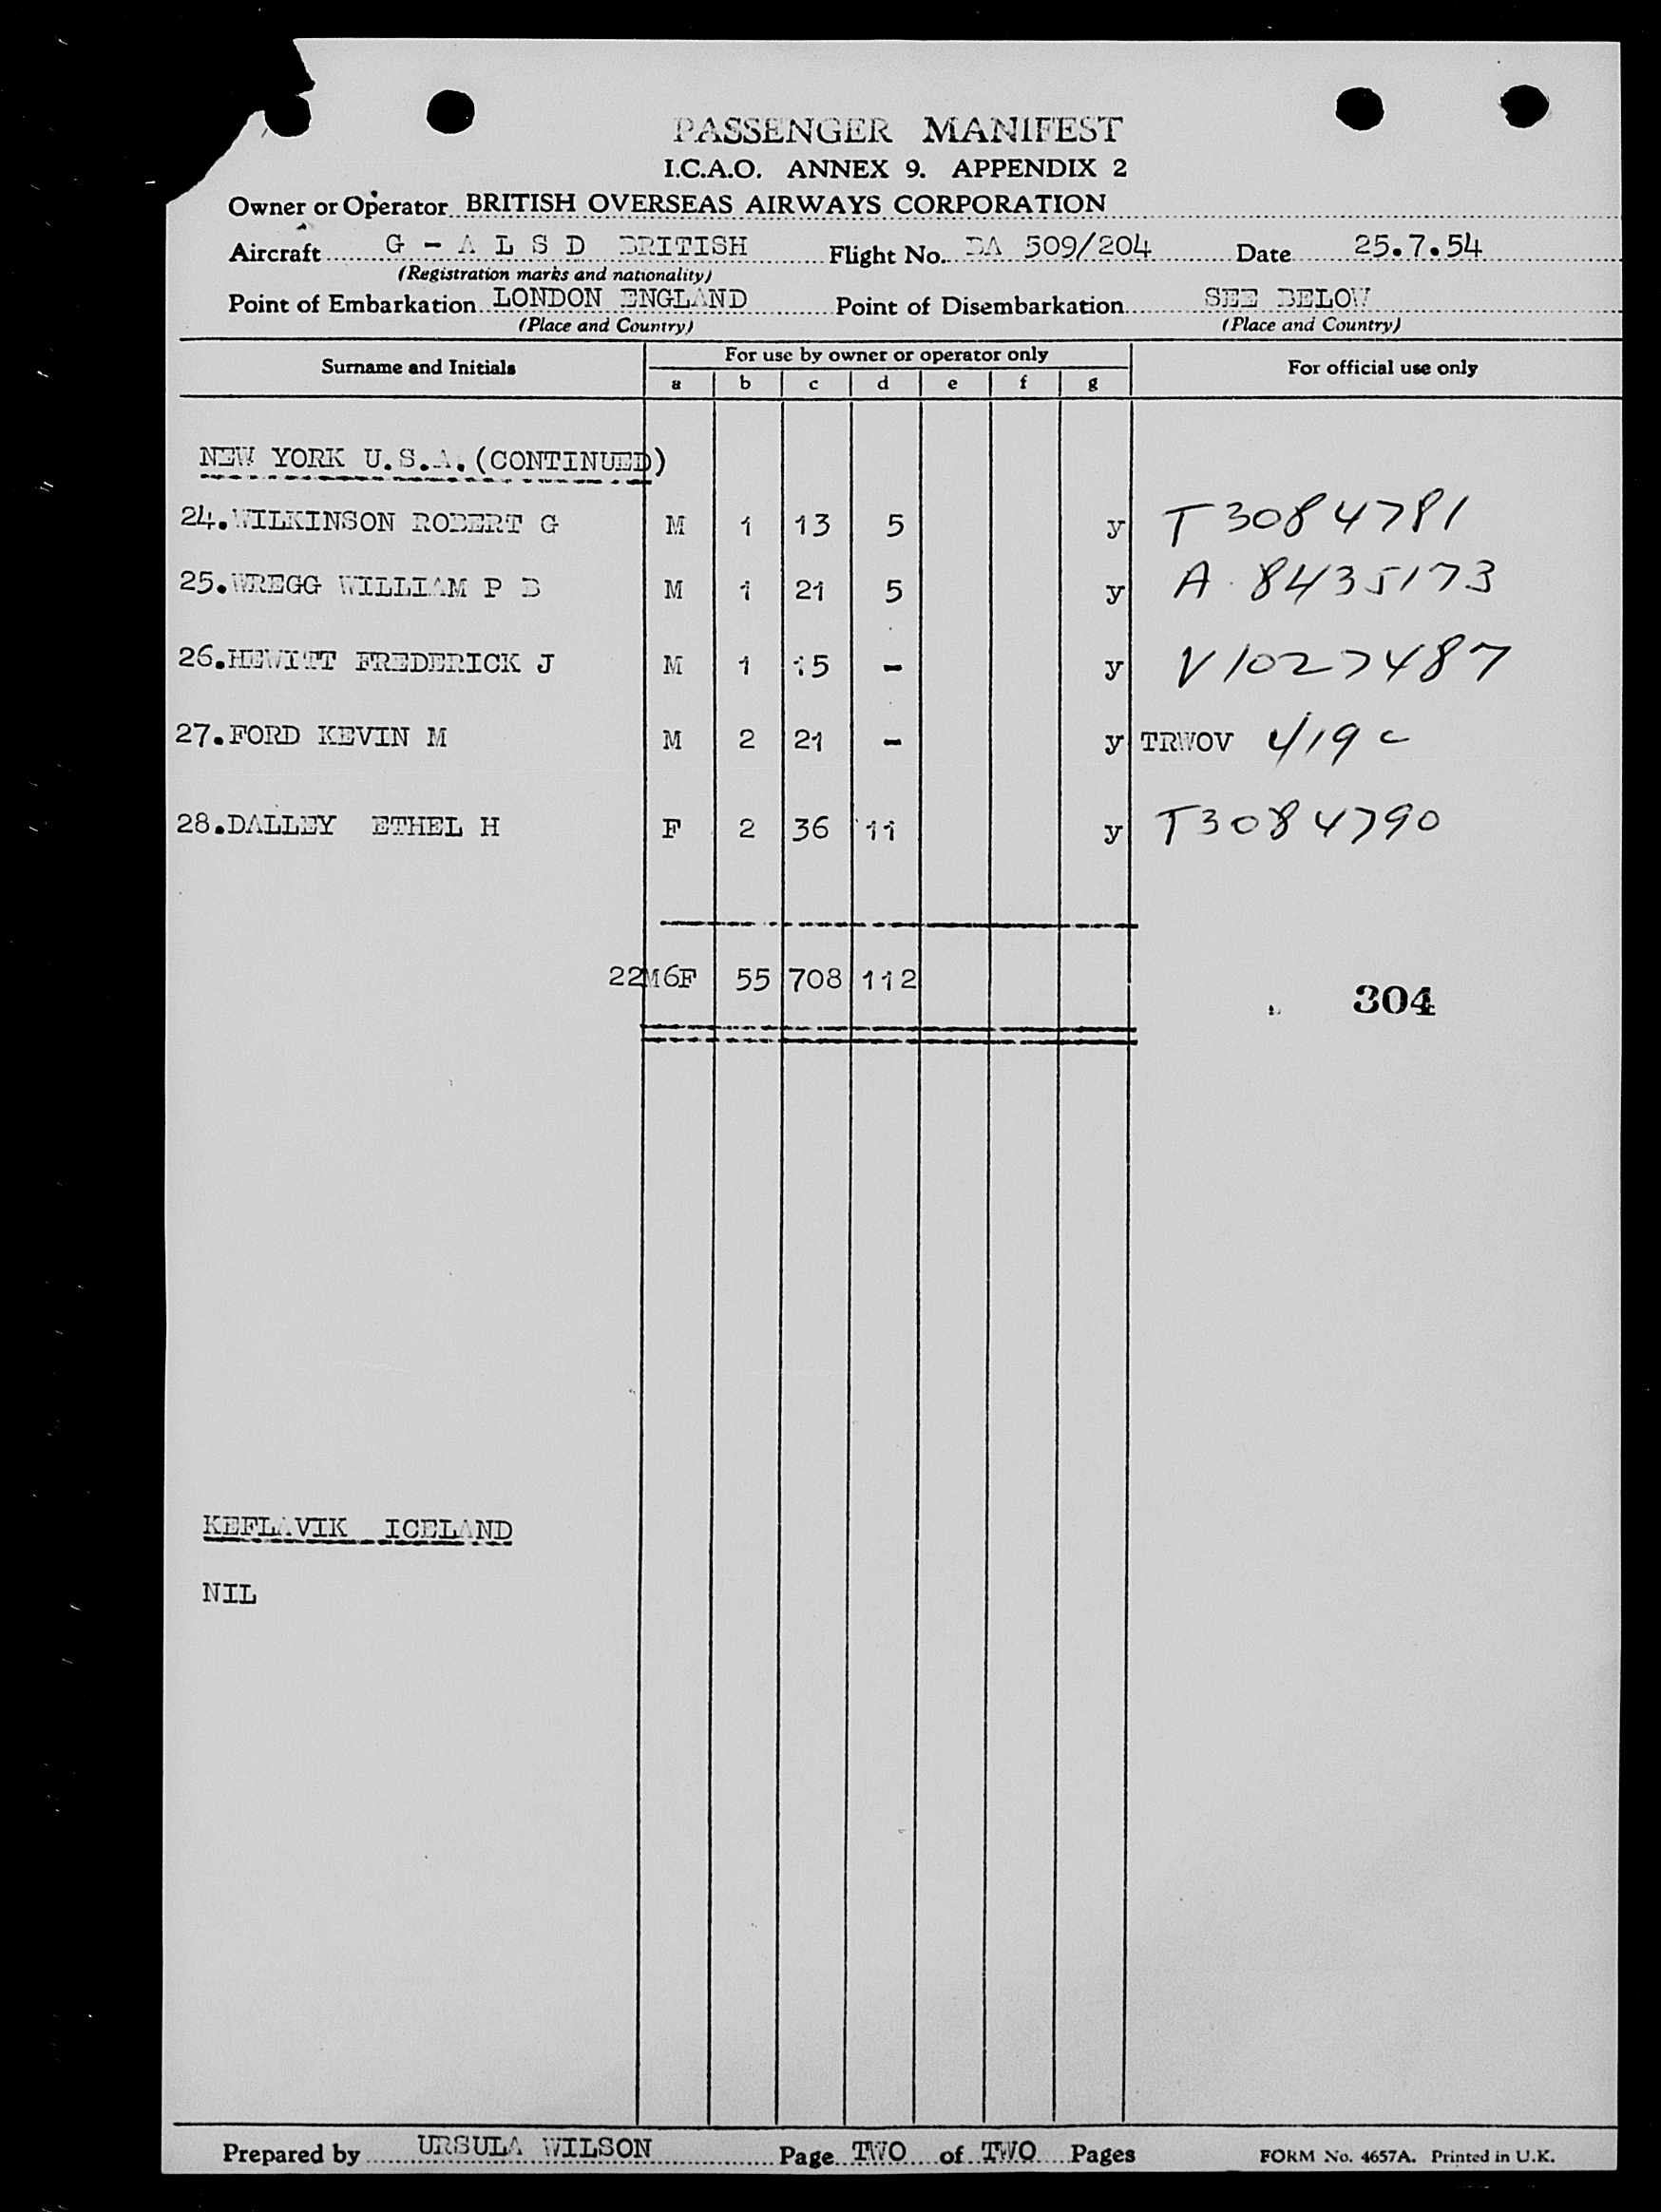 PASSENGER MANIFEST
I.C.A.O. ANNEX 9. APPENDIX 2
Owner or Operator BRITISH OVERSEAS AIRWAYS CORPORATION
Aircraft G - A L S D BRITISH Flight No. BA 509/204 Date 25.7.54
(Registration marks and nationality)
Point of Embarkation LONDON ENGLAND Point of Disembarkation SEE BELOW
(Place and Country) (Place and Country)
Surname and Initials For use by owner or operator only For official use only
a b c d e f g
NEW YORK U.S.A.(CONTINUED)
24.WILKINSON ROBERT G M 1 13 5 y T 3084781
25.WREGG WILLIAM P B M 1 21 5 y A 8435173
26.HEWITT FREDERICK J M 1 15 - y V1027487
27.FORD KEVIN M M 2 21 - y TRWOV 4/19 c
28.DALLEY ETHEL H F 2 36 11 y T3084790
22M6F 55 708 112
304
KEFLAVIK ICELAND
NIL
Prepared by URSULA WILSON Page TWO of TWO Pages FORM No. 4657A. Printed in U.K.